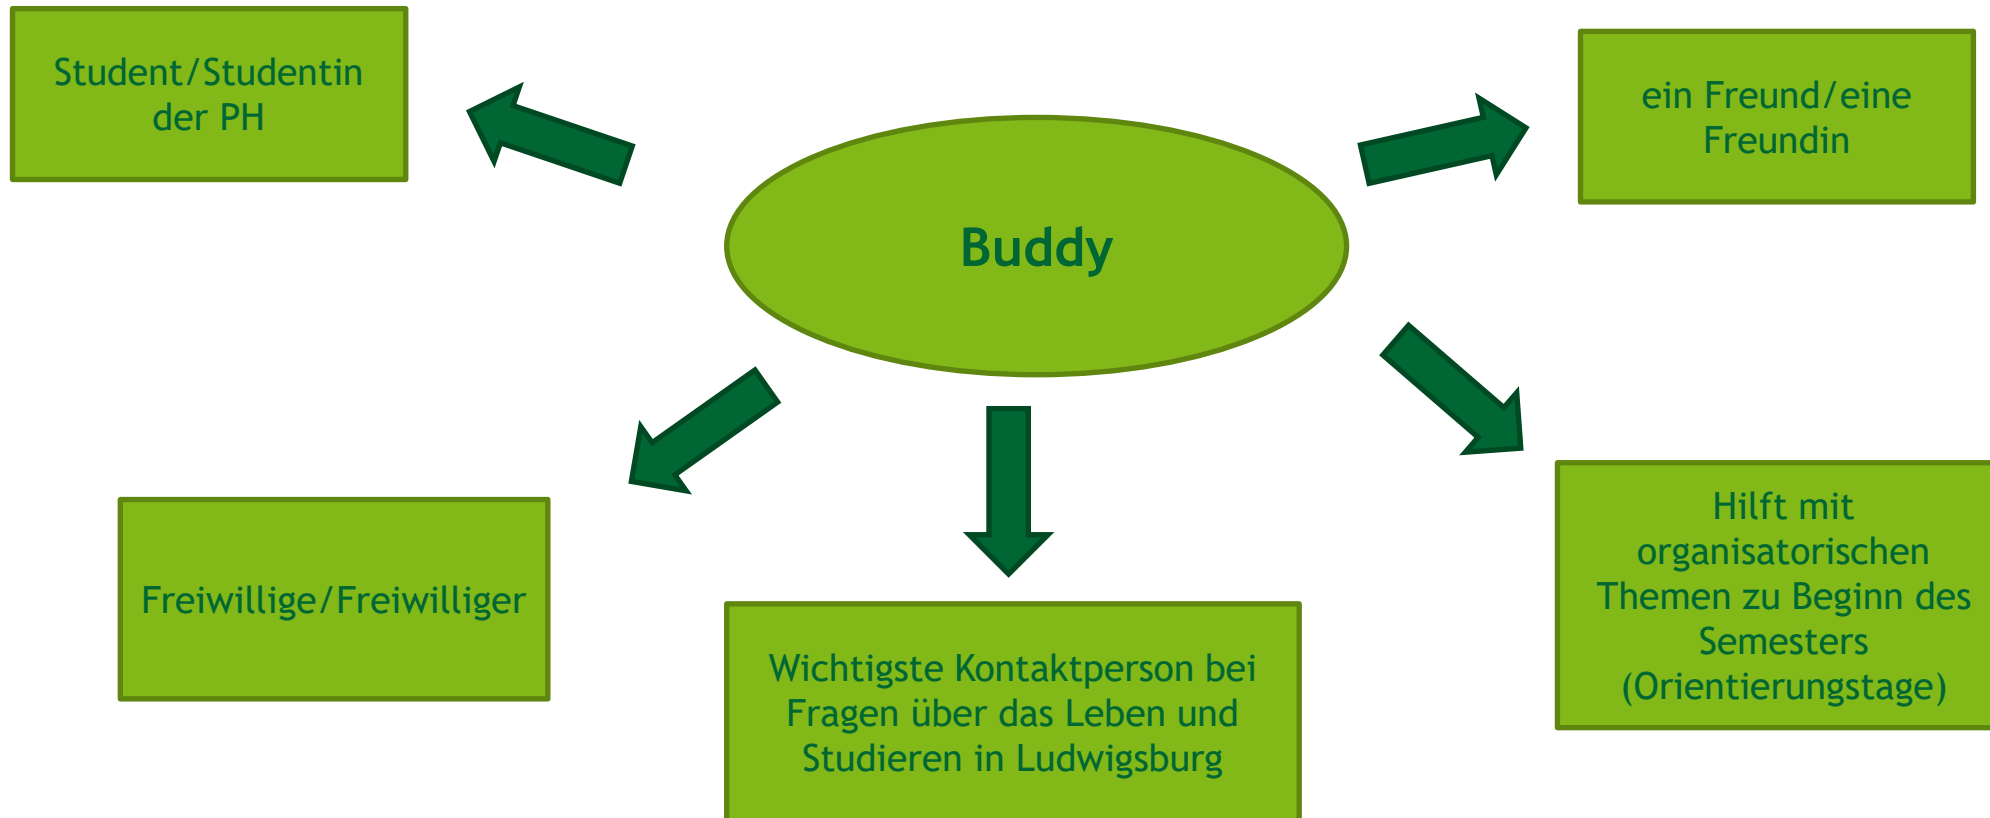 Student/Studentin
der PH
ein Freund/eine
Freundin
Buddy
Freiwillige/Freiwilliger
Wichtigste Kontaktperson bei
Fragen über das Leben und
Studieren in Ludwigsburg
Hilft mit
organisatorischen
Themen zu Beginn des
Semesters
(Orientierungstage)